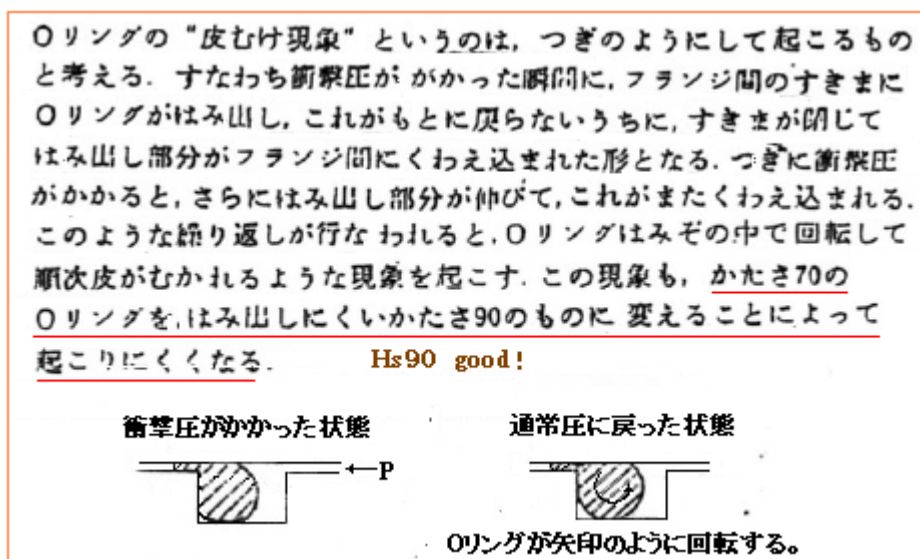 Oリングの“皮むけ現象”というのは，つぎのようにして起こるもの
と考える．すなわち衝撃圧が がかった瞬間に，フランジ間のすきまに
Oリングがはみ出し，これがもとに戻らないうちに，すきまが閉じて
はみ出し部分がフランジ間にくわえ込まれた形となる．つぎに衝撃圧
がかかると，さらにはみ出し部分が伸びて，これがまたくわえ込まれる．
このような繰り返しが行な われると，Oリングはみぞの中で回転して
順次皮がむかれるような現象を起こす．この現象も，かたさ70の
Oリングを，はみ出しにくいかたさ90のものに 変えることによって
起こりにくくなる．
Hs90 good!
衝撃圧がかかった状態
通常圧に戻った状態
←P
Oリングが矢印のように回転する。